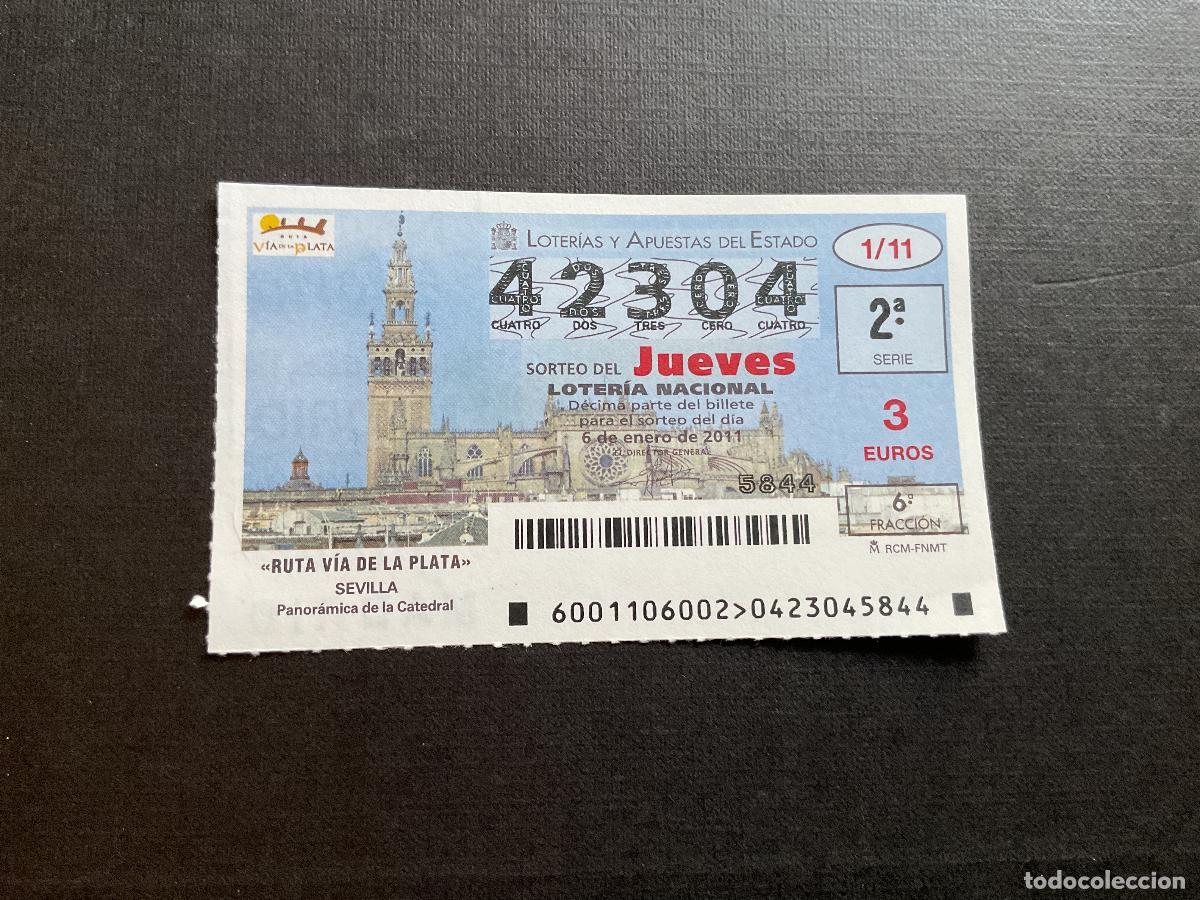 RUTA
VÍA DE LA PLATA
LOTERÍAS Y APUESTAS DEL ESTADO
1/11
42304
CUATRO DOS TRES CERO CUATRO
2ª
SERIE
SORTEO DEL Jueves
LOTERÍA NACIONAL
Décima parte del billete
para el sorteo del día
6 de enero de 2011
EL DIRECTOR GENERAL
3
EUROS
5844
6ª
FRACCIÓN
RCM-FNMT
«RUTA VÍA DE LA PLATA»
SEVILLA
Panorámica de la Catedral
6001106002>0423045844
todocoleccion